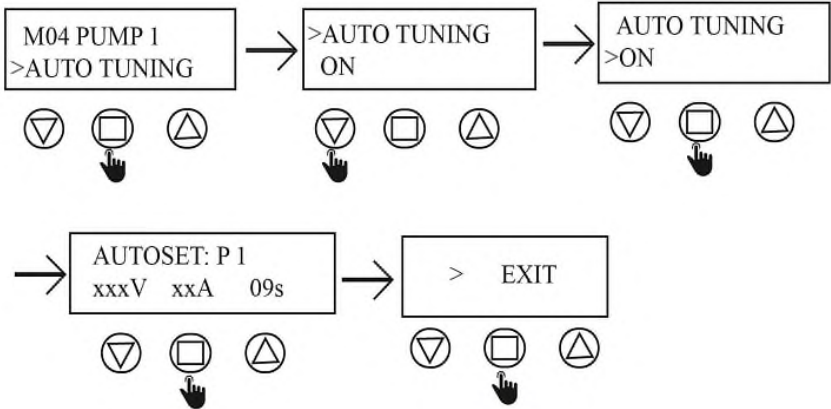 M04 PUMP 1
>AUTO TUNING
>AUTO TUNING
ON
AUTO TUNING
>ON
AUTOSET: P 1
xxxV xxA 09s
> EXIT